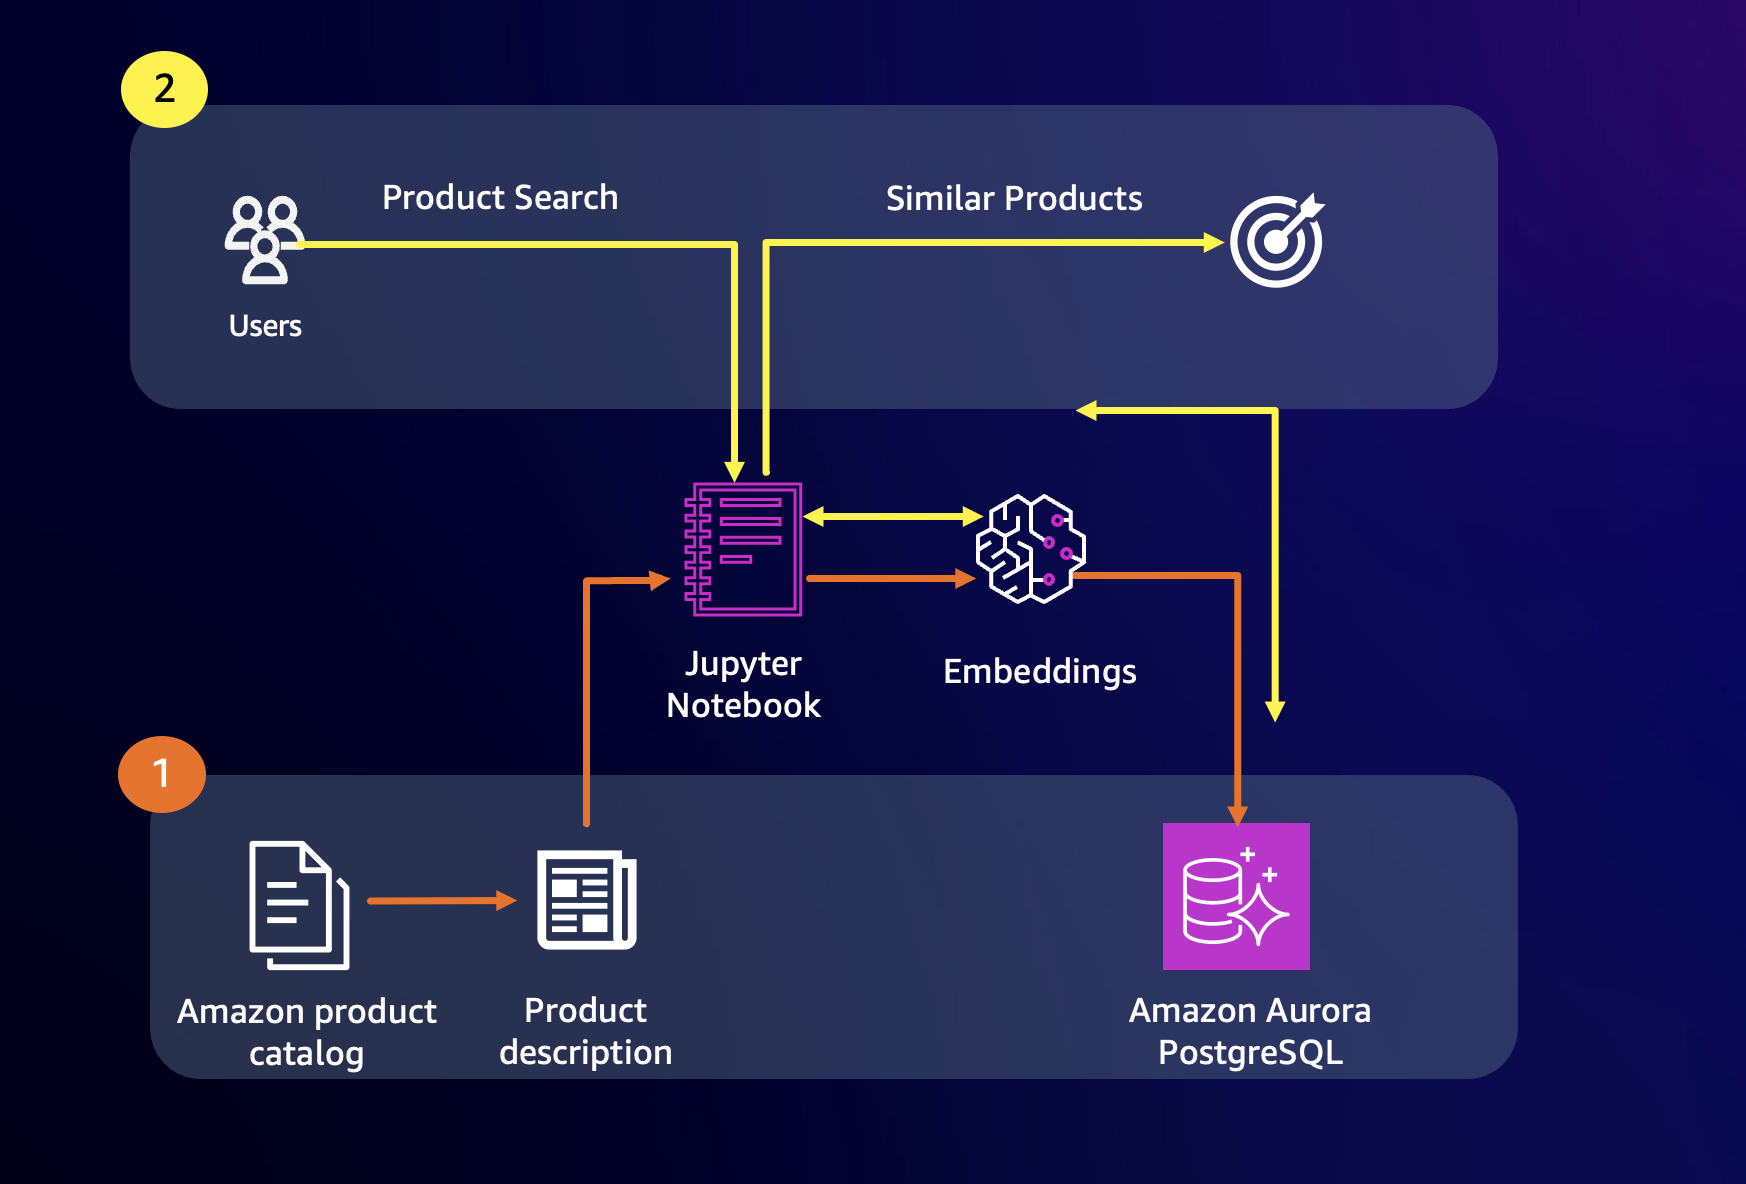 2
Product Search
Similar Products
Users
Jupyter
Notebook
Embeddings
1
Amazon product
catalog
Product
description
Amazon Aurora
PostgreSQL